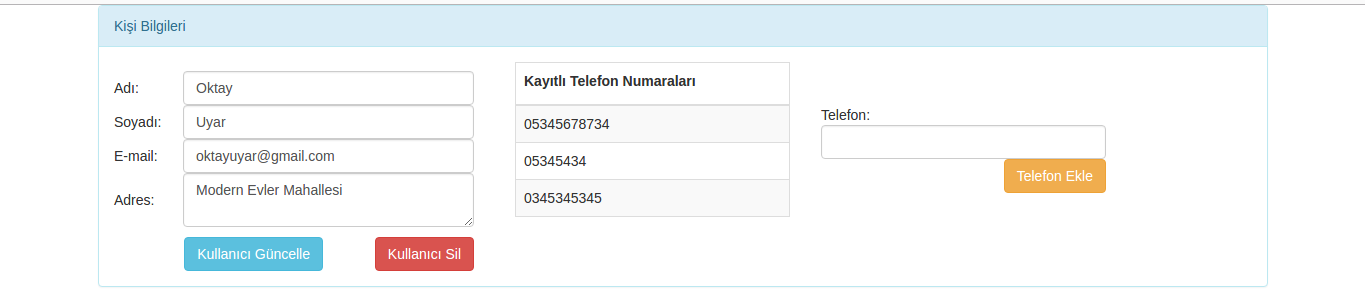 Kişi Bilgileri
Adı:
Oktay
Soyadı:
Uyar
E-mail:
oktayuyar@gmail.com
Adres:
Modern Evler Mahallesi
Kullanıcı Güncelle
Kullanıcı Sil
Kayıtlı Telefon Numaraları
05345678734
05345434
0345345345
Telefon:
Telefon Ekle